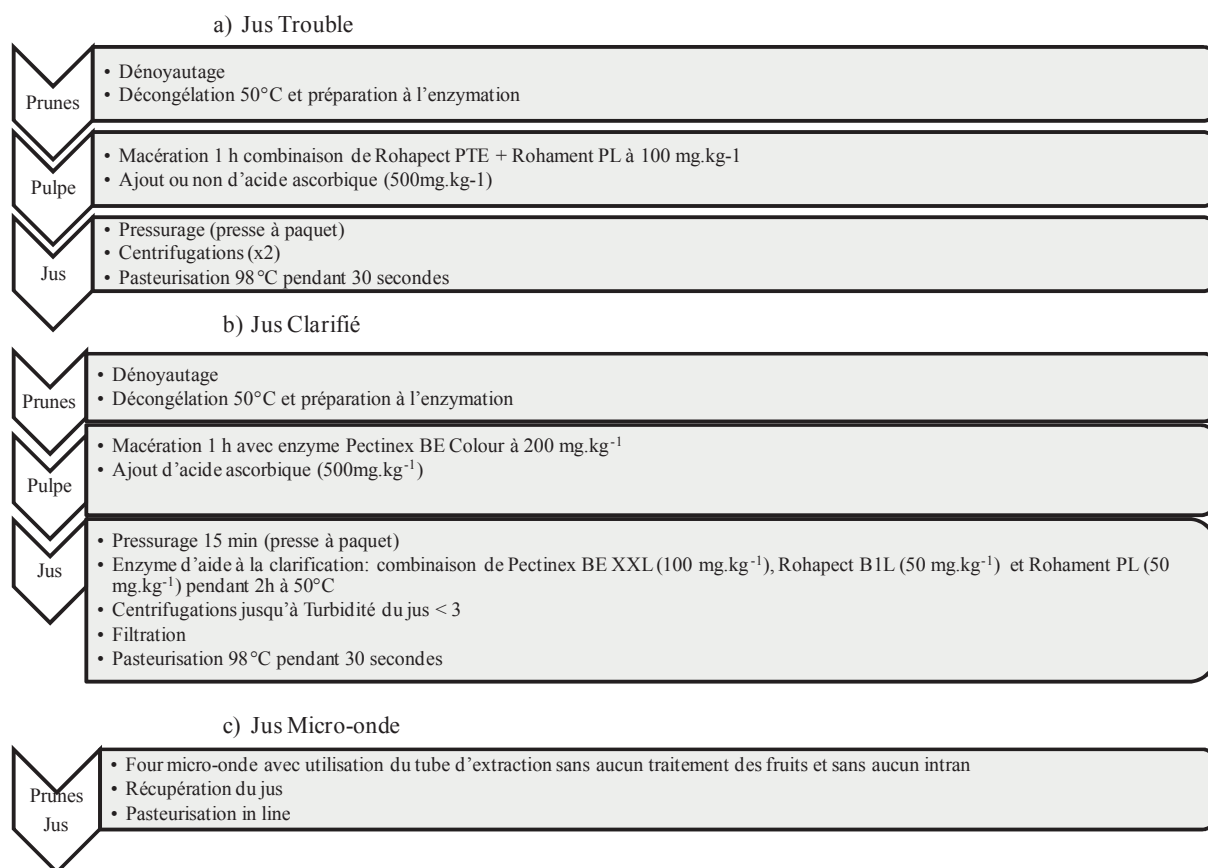 a) Jus Trouble
• Dénoyautage
• Décongélation 50°C et préparation à l'enzymation
Prunes
• Macération 1 h combinaison de Rohapect PTE + Rohament PL à 100 mg.kg-1
• Ajout ou non d'acide ascorbique (500mg.kg-1)
Pulpe
• Pressurage (presse à paquet)
• Centrifugations (x2)
• Pasteurisation 98°C pendant 30 secondes
Jus
b) Jus Clarifié
• Dénoyautage
• Décongélation 50°C et préparation à l'enzymation
Prunes
• Macération 1 h avec enzyme Pectinex BE Colour à 200 mg.kg⁻¹
• Ajout d'acide ascorbique (500mg.kg⁻¹)
Pulpe
• Pressurage 15 min (presse à paquet)
• Enzyme d'aide à la clarification: combinaison de Pectinex BE XXL (100 mg.kg⁻¹), Rohapect B1L (50 mg.kg⁻¹) et Rohament PL (50
mg.kg⁻¹) pendant 2h à 50°C
• Centrifugations jusqu'à Turbidité du jus < 3
• Filtration
• Pasteurisation 98°C pendant 30 secondes
Jus
c) Jus Micro-onde
• Four micro-onde avec utilisation du tube d'extraction sans aucun traitement des fruits et sans aucun intran
• Récupération du jus
• Pasteurisation in line
Prunes
Jus